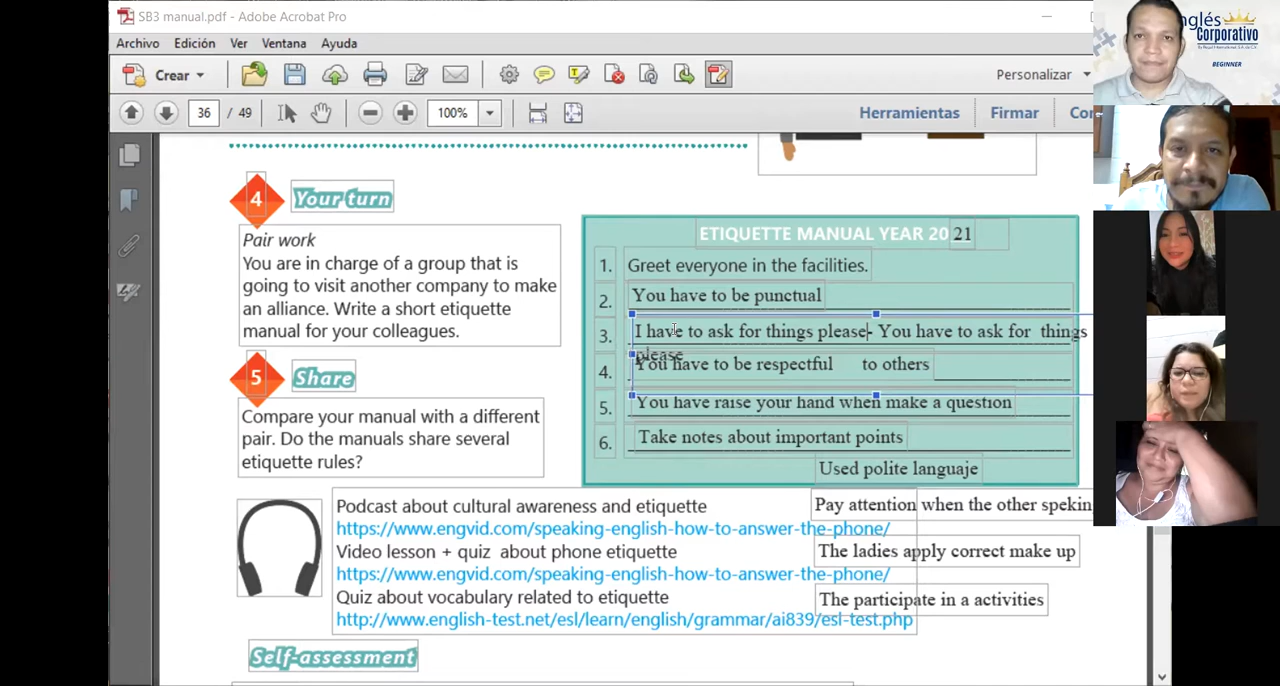 SB3 manual.pdf - Adobe Acrobat Pro
nglés
Corporativo
BEGINNER
Archivo Edición Ver Ventana Ayuda
Crear
Personalizar
36 / 49
100%
Herramientas
Firmar
4 Your turn
Pair work
You are in charge of a group that is
going to visit another company to make
an alliance. Write a short etiquette
manual for your colleagues.
5 Share
Compare your manual with a different
pair. Do the manuals share several
etiquette rules?
ETIQUETTE MANUAL YEAR 20 21
1. Greet everyone in the facilities.
2. You have to be punctual
3. I have to ask for things please- You have to ask for things
please
4. You have to be respectful to others
5. You have raise your hand when make a question
6. Take notes about important points
Used polite languaje
Pay attention when the other spekin
The ladies apply correct make up
The participate in a activities
Podcast about cultural awareness and etiquette
https://www.engvid.com/speaking-english-how-to-answer-the-phone/
Video lesson + quiz about phone etiquette
https://www.engvid.com/speaking-english-how-to-answer-the-phone/
Quiz about vocabulary related to etiquette
http://www.english-test.net/esl/learn/english/grammar/ai839/esl-test.php
Self-assessment